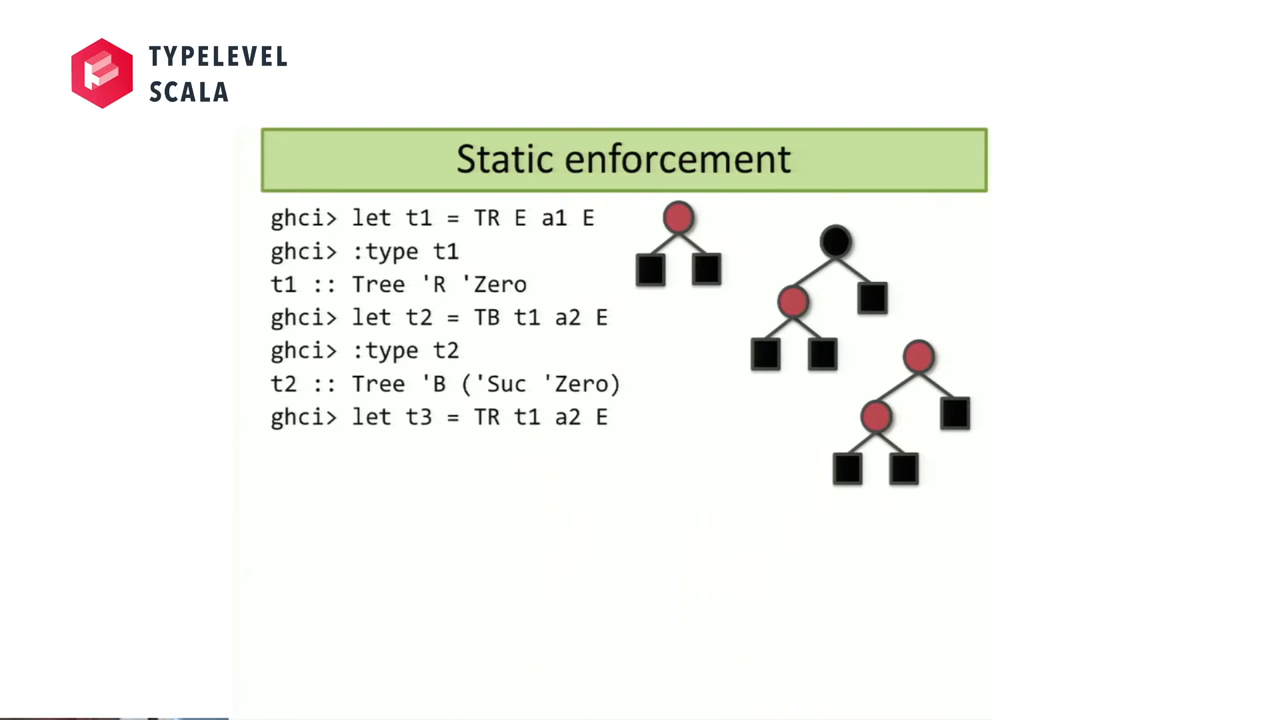 TYPELEVEL
SCALA
Static enforcement
ghci> let t1 = TR E a1 E
ghci> :type t1
t1 :: Tree 'R 'Zero
ghci> let t2 = TB t1 a2 E
ghci> :type t2
t2 :: Tree 'B ('Suc 'Zero)
ghci> let t3 = TR t1 a2 E